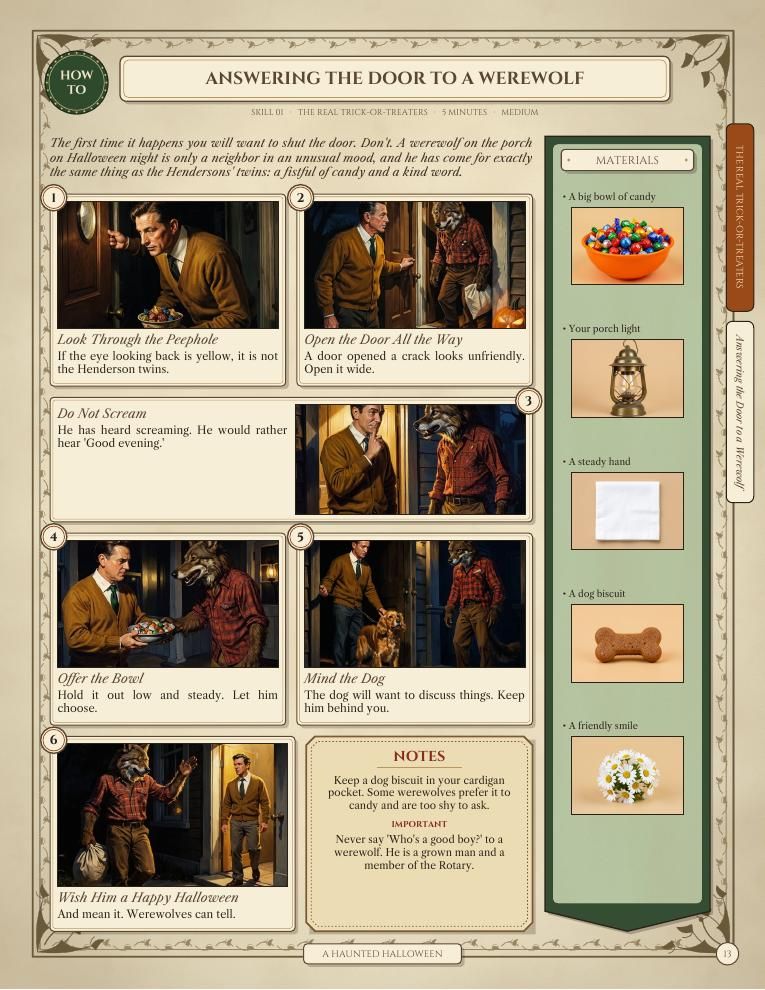 HOW
TO
ANSWERING THE DOOR TO A WEREWOLF
SKILL 01 · THE REAL TRICK-OR-TREATERS · 5 MINUTES · MEDIUM
The first time it happens you will want to shut the door. Don't. A werewolf on the porch
on Halloween night is only a neighbor in an unusual mood, and he has come for exactly
the same thing as the Hendersons' twins: a fistful of candy and a kind word.
1
Look Through the Peephole
If the eye looking back is yellow, it is not
the Henderson twins.
2
Open the Door All the Way
A door opened a crack looks unfriendly.
Open it wide.
3
Do Not Scream
He has heard screaming. He would rather
hear 'Good evening.'
4
Offer the Bowl
Hold it out low and steady. Let him
choose.
5
Mind the Dog
The dog will want to discuss things. Keep
him behind you.
6
Wish Him a Happy Halloween
And mean it. Werewolves can tell.
NOTES
Keep a dog biscuit in your cardigan
pocket. Some werewolves prefer it to
candy and are too shy to ask.
IMPORTANT
Never say 'Who's a good boy?' to a
werewolf. He is a grown man and a
member of the Rotary.
MATERIALS
• A big bowl of candy
• Your porch light
• A steady hand
• A dog biscuit
• A friendly smile
THE REAL TRICK-OR-TREATERS
Answering the Door to a Werewolf
A HAUNTED HALLOWEEN
13